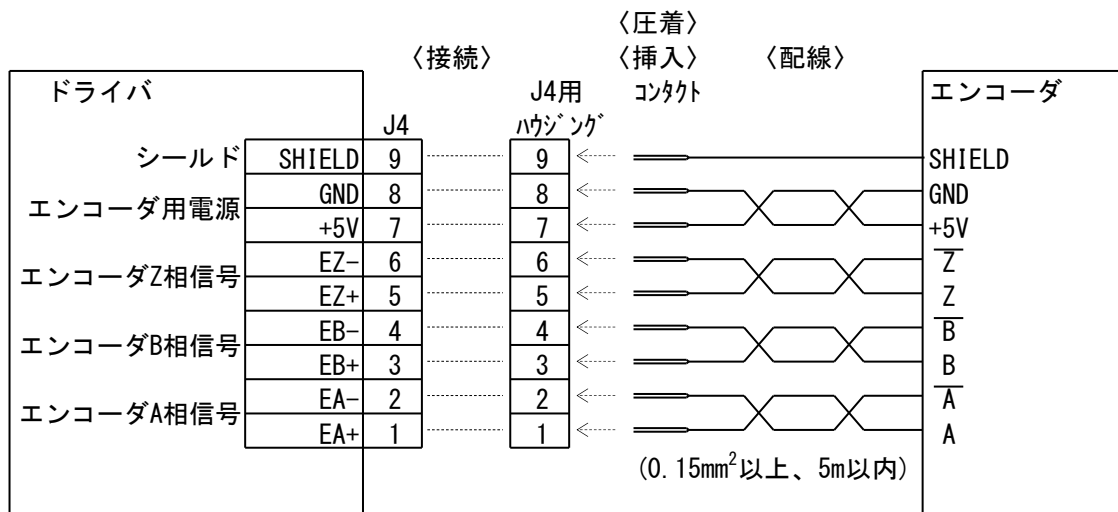 〈圧着〉
〈接続〉 〈挿入〉 〈配線〉
ドライバ J4用 コンタクト エンコーダ
J4 ハウジング
シールド SHIELD 9 9 SHIELD
GND 8 8 GND
エンコーダ用電源
+5V 7 7 +5V
EZ- 6 6 Z̅
エンコーダZ相信号
EZ+ 5 5 Z
EB- 4 4 B̅
エンコーダB相信号
EB+ 3 3 B
EA- 2 2 A̅
エンコーダA相信号
EA+ 1 1 A
(0.15mm²以上、5m以内)